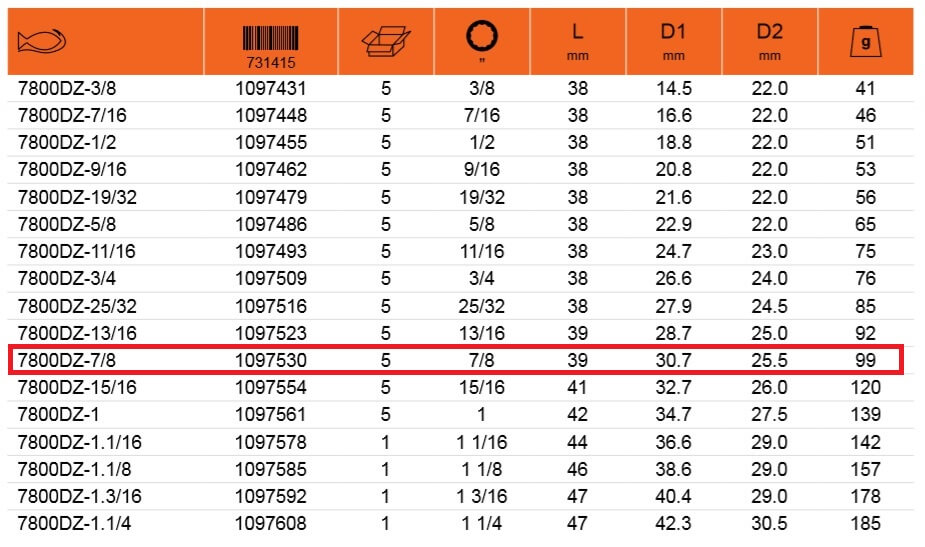 731415 ” L mm D1 mm D2 mm g
7800DZ-3/8 1097431 5 3/8 38 14.5 22.0 41
7800DZ-7/16 1097448 5 7/16 38 16.6 22.0 46
7800DZ-1/2 1097455 5 1/2 38 18.8 22.0 51
7800DZ-9/16 1097462 5 9/16 38 20.8 22.0 53
7800DZ-19/32 1097479 5 19/32 38 21.6 22.0 56
7800DZ-5/8 1097486 5 5/8 38 22.9 22.0 65
7800DZ-11/16 1097493 5 11/16 38 24.7 23.0 75
7800DZ-3/4 1097509 5 3/4 38 26.6 24.0 76
7800DZ-25/32 1097516 5 25/32 38 27.9 24.5 85
7800DZ-13/16 1097523 5 13/16 39 28.7 25.0 92
7800DZ-7/8 1097530 5 7/8 39 30.7 25.5 99
7800DZ-15/16 1097554 5 15/16 41 32.7 26.0 120
7800DZ-1 1097561 5 1 42 34.7 27.5 139
7800DZ-1.1/16 1097578 1 1 1/16 44 36.6 29.0 142
7800DZ-1.1/8 1097585 1 1 1/8 46 38.6 29.0 157
7800DZ-1.3/16 1097592 1 1 3/16 47 40.4 29.0 178
7800DZ-1.1/4 1097608 1 1 1/4 47 42.3 30.5 185